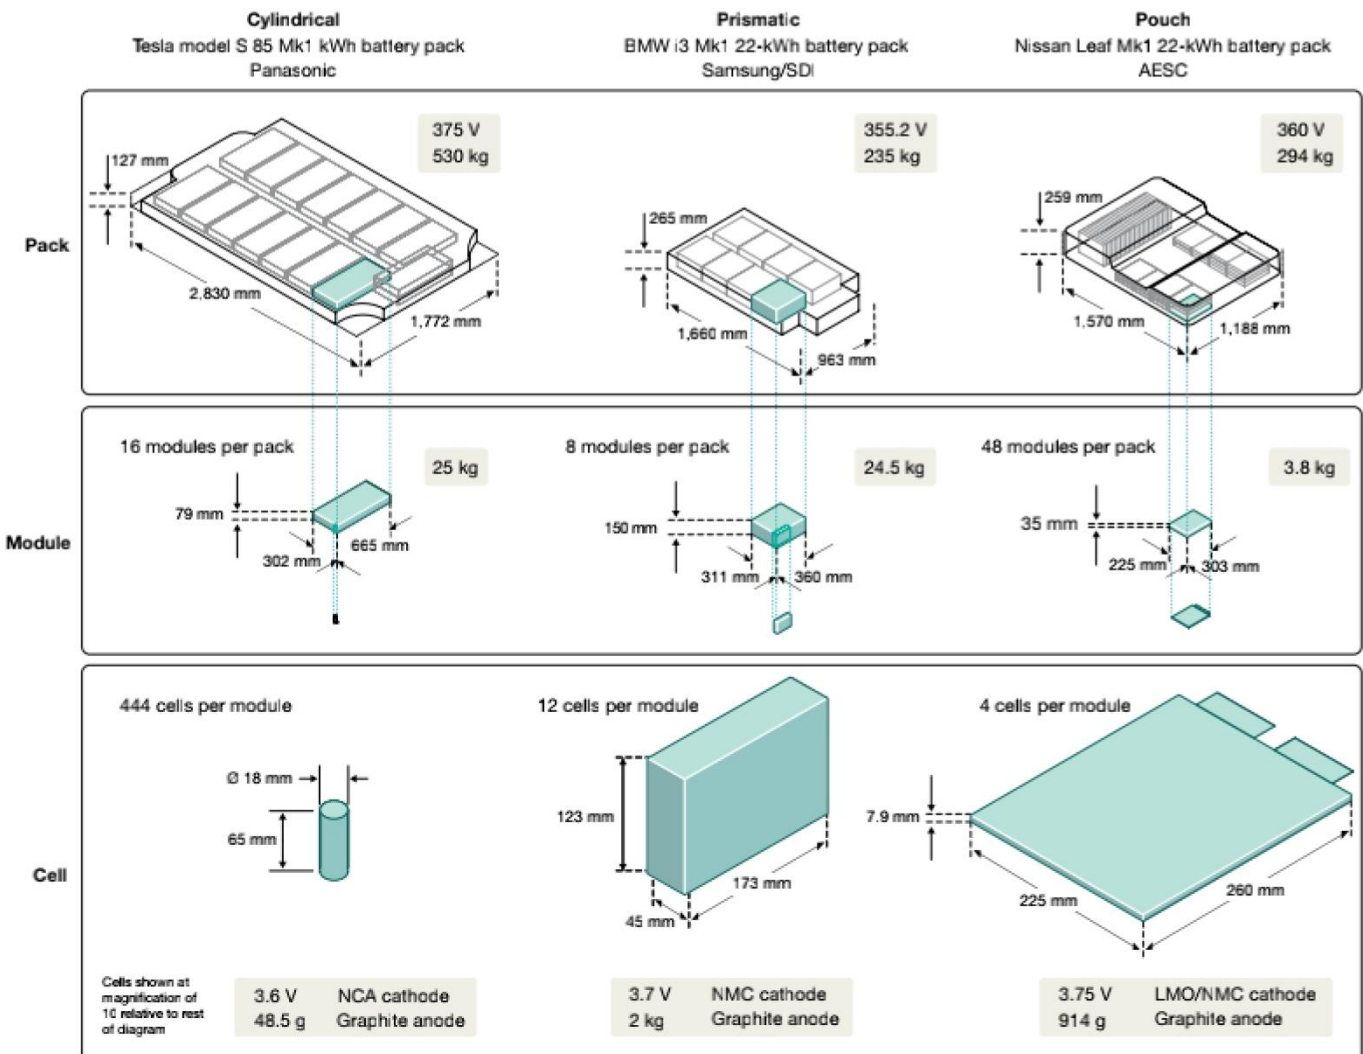 Cylindrical
Tesla model S 85 Mk1 kWh battery pack
Panasonic
Prismatic
BMW i3 Mk1 22-kWh battery pack
Samsung/SDI
Pouch
Nissan Leaf Mk1 22-kWh battery pack
AESC
Pack
375 V
530 kg
127 mm
2,830 mm
1,772 mm
355.2 V
235 kg
265 mm
1,660 mm
963 mm
360 V
294 kg
259 mm
1,570 mm
1,188 mm
Module
16 modules per pack
25 kg
79 mm
302 mm
665 mm
8 modules per pack
24.5 kg
150 mm
311 mm
360 mm
48 modules per pack
3.8 kg
35 mm
225 mm
303 mm
Cell
444 cells per module
Ø 18 mm
65 mm
12 cells per module
123 mm
45 mm
173 mm
4 cells per module
7.9 mm
225 mm
260 mm
Cells shown at
magnification of
10 relative to rest
of diagram
3.6 V NCA cathode
48.5 g Graphite anode
3.7 V NMC cathode
2 kg Graphite anode
3.75 V LMO/NMC cathode
914 g Graphite anode